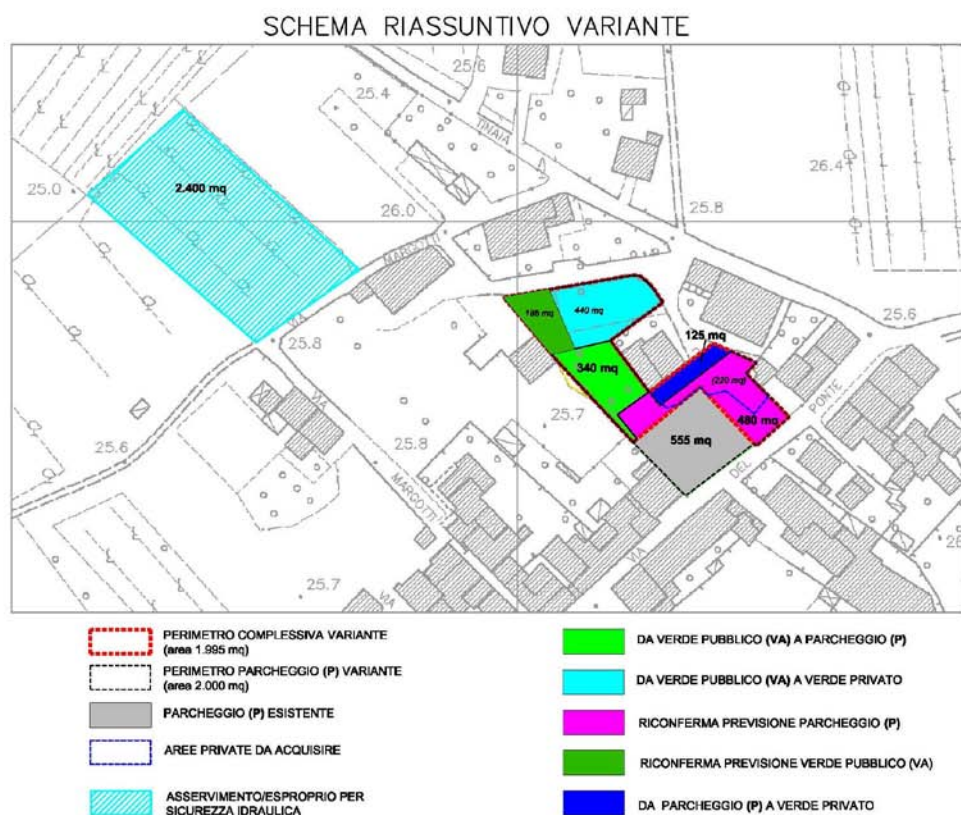 SCHEMA RIASSUNTIVO VARIANTE
25.6
25.4
TINAIA
25.0
2.400 mq
26.4
26.0
25.8
MARGOTTI
VIA
25.8
440 mq
125 mq
25.6
340 mq
(220 mq)
480 mq
PONTE
25.7
555 mq
DEL
25.6
VIA
25.8
MARGOTTI
VIA
25.7
VIA
PERIMETRO COMPLESSIVA VARIANTE
(area 1.995 mq)
PERIMETRO PARCHEGGIO (P) VARIANTE
(area 2.000 mq)
PARCHEGGIO (P) ESISTENTE
AREE PRIVATE DA ACQUISIRE
ASSERVIMENTO/ESPROPRIO PER
SICUREZZA IDRAULICA
DA VERDE PUBBLICO (VA) A PARCHEGGIO (P)
DA VERDE PUBBLICO (VA) A VERDE PRIVATO
RICONFERMA PREVISIONE PARCHEGGIO (P)
RICONFERMA PREVISIONE VERDE PUBBLICO (VA)
DA PARCHEGGIO (P) A VERDE PRIVATO